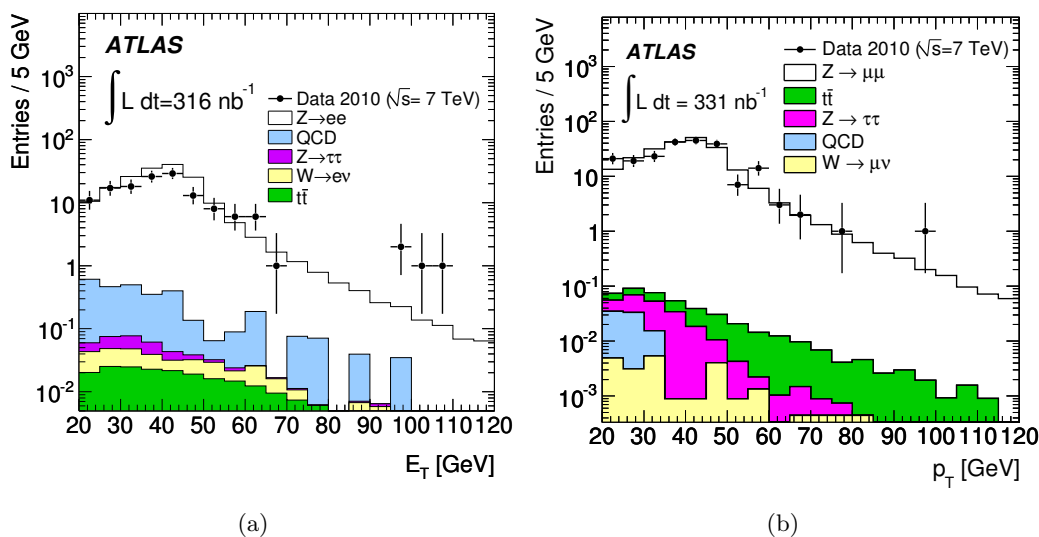 Entries / 5 GeV
10³
10²
10
1
10⁻¹
10⁻²
ATLAS
∫ L dt=316 nb⁻¹
Data 2010 (√s= 7 TeV)
Z→ee
QCD
Z→ττ
W→eν
tt̄
20 30 40 50 60 70 80 90 100 110 120
E_T [GeV]
(a)
Entries / 5 GeV
10³
10²
10
1
10⁻¹
10⁻²
10⁻³
ATLAS
∫ L dt = 331 nb⁻¹
Data 2010 (√s=7 TeV)
Z → μμ
tt̄
Z → ττ
QCD
W → μν
20 30 40 50 60 70 80 90 100 110 120
p_T [GeV]
(b)